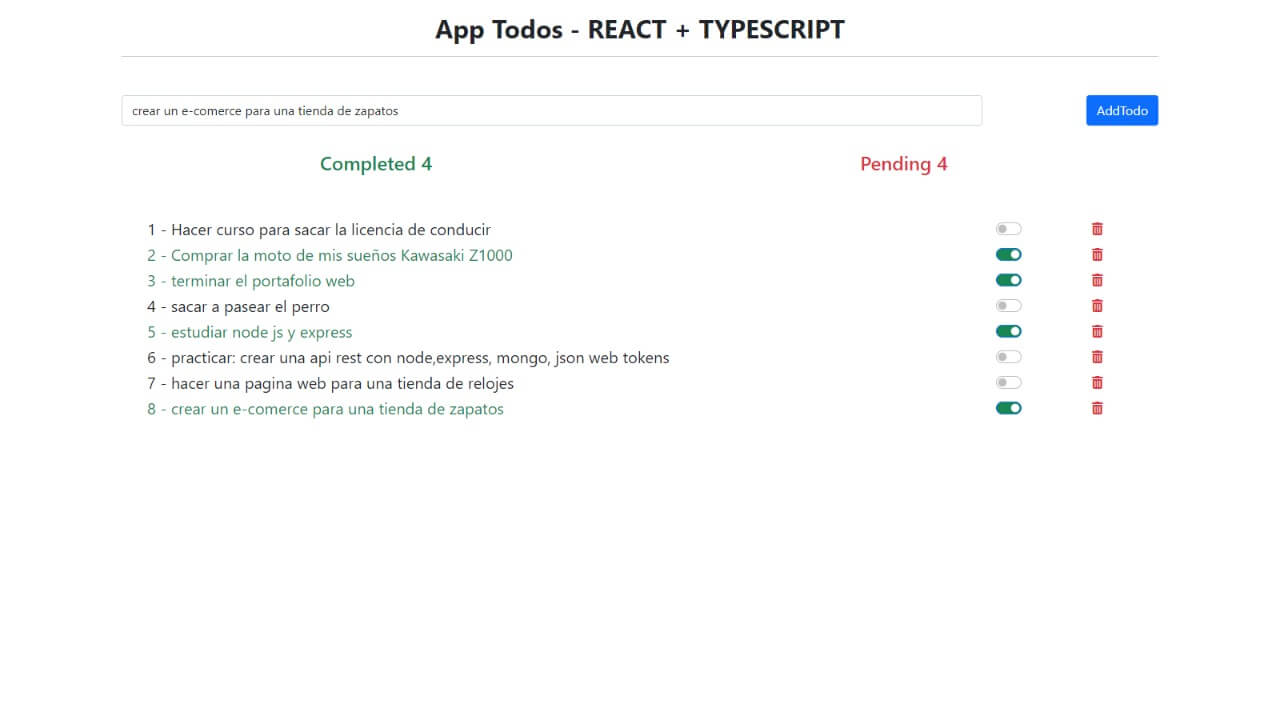 App Todos - REACT + TYPESCRIPT
crear un e-comerce para una tienda de zapatos
AddTodo
Completed 4
Pending 4
1 - Hacer curso para sacar la licencia de conducir
2 - Comprar la moto de mis sueños Kawasaki Z1000
3 - terminar el portafolio web
4 - sacar a pasear el perro
5 - estudiar node js y express
6 - practicar: crear una api rest con node,express, mongo, json web tokens
7 - hacer una pagina web para una tienda de relojes
8 - crear un e-comerce para una tienda de zapatos